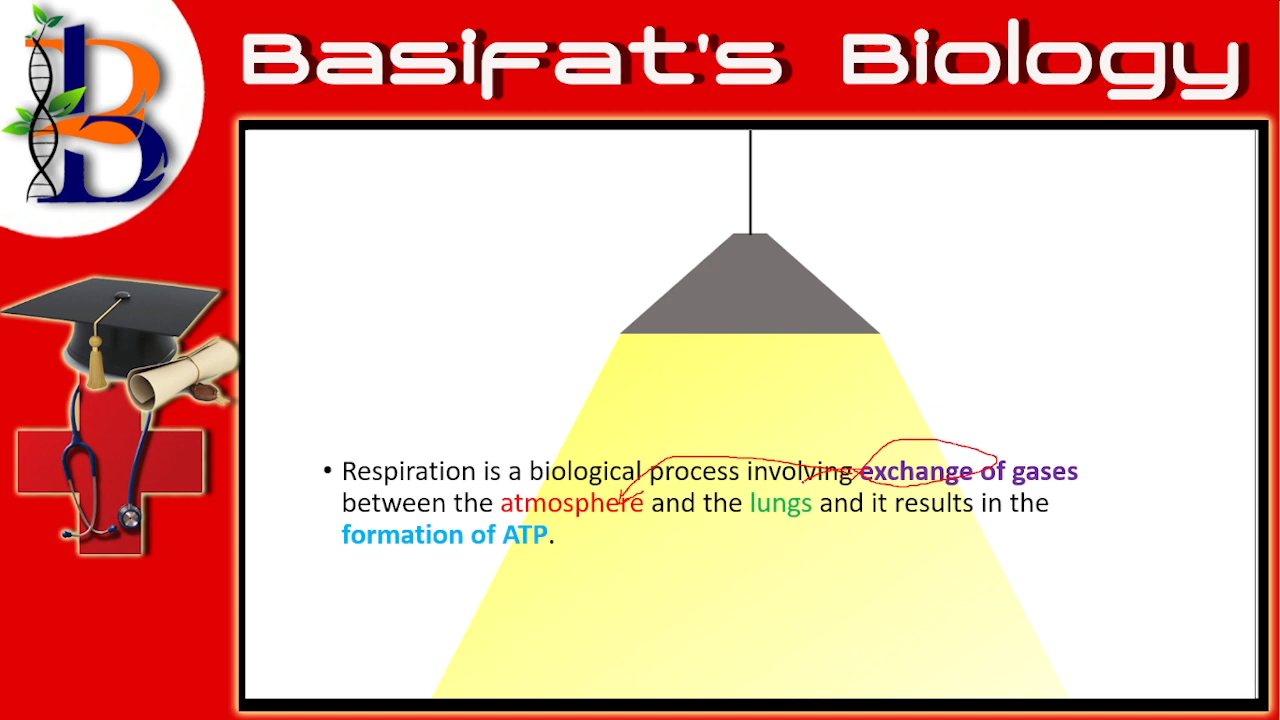 Basifat's Biology
• Respiration is a biological process involving exchange of gases
between the atmosphere and the lungs and it results in the
formation of ATP.